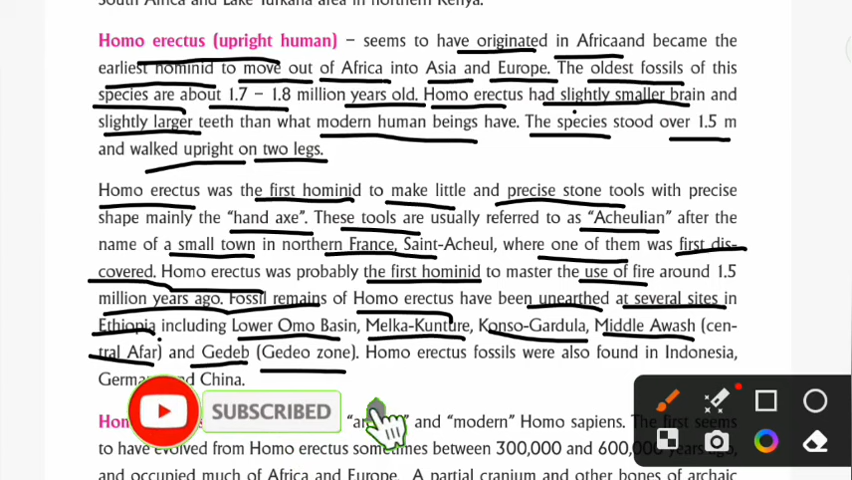 South Africa and Lake Turkana area in northern Kenya.
Homo erectus (upright human) – seems to have originated in Africaand became the
earliest hominid to move out of Africa into Asia and Europe. The oldest fossils of this
species are about 1.7 – 1.8 million years old. Homo erectus had slightly smaller brain and
slightly larger teeth than what modern human beings have. The species stood over 1.5 m
and walked upright on two legs.
Homo erectus was the first hominid to make little and precise stone tools with precise
shape mainly the “hand axe”. These tools are usually referred to as “Acheulian” after the
name of a small town in northern France, Saint-Acheul, where one of them was first dis-
covered. Homo erectus was probably the first hominid to master the use of fire around 1.5
million years ago. Fossil remains of Homo erectus have been unearthed at several sites in
Ethiopia including Lower Omo Basin, Melka-Kunture, Konso-Gardula, Middle Awash (cen-
tral Afar) and Gedeb (Gedeo zone). Homo erectus fossils were also found in Indonesia,
and China.
SUBSCRIBED
and “modern” Homo sapiens. The first seems
to have evolved from Homo erectus sometimes between 300,000 and 600,000 years ago,
and occupied much of Africa and Europe. A partial cranium and other bones of archaic